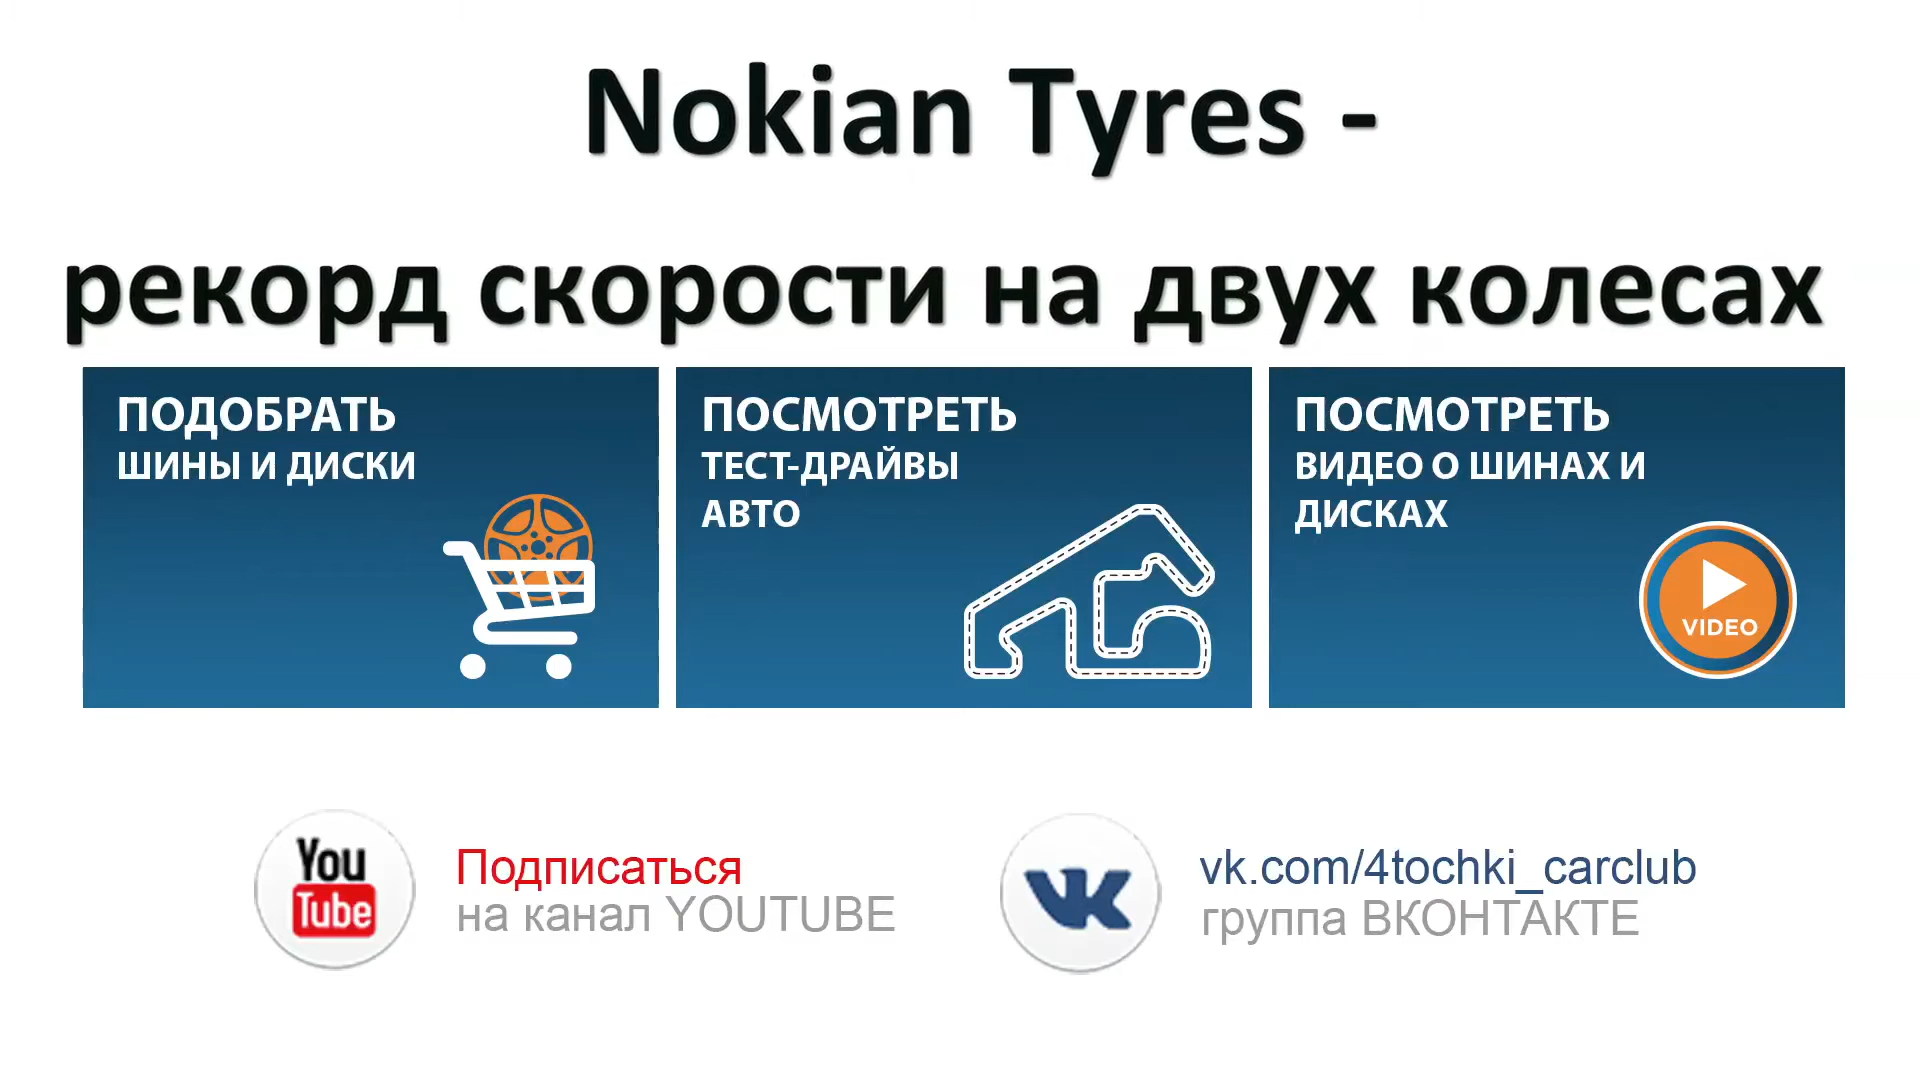 Nokian Tyres -
рекорд скорости на двух колесах
ПОДОБРАТЬ
ШИНЫ И ДИСКИ
ПОСМОТРЕТЬ
ТЕСТ-ДРАЙВЫ
АВТО
ПОСМОТРЕТЬ
ВИДЕО О ШИНАХ И
ДИСКАХ
VIDEO
You
Tube
Подписаться
на канал YOUTUBE
vk.com/4tochki_carclub
группа ВКОНТАКТЕ